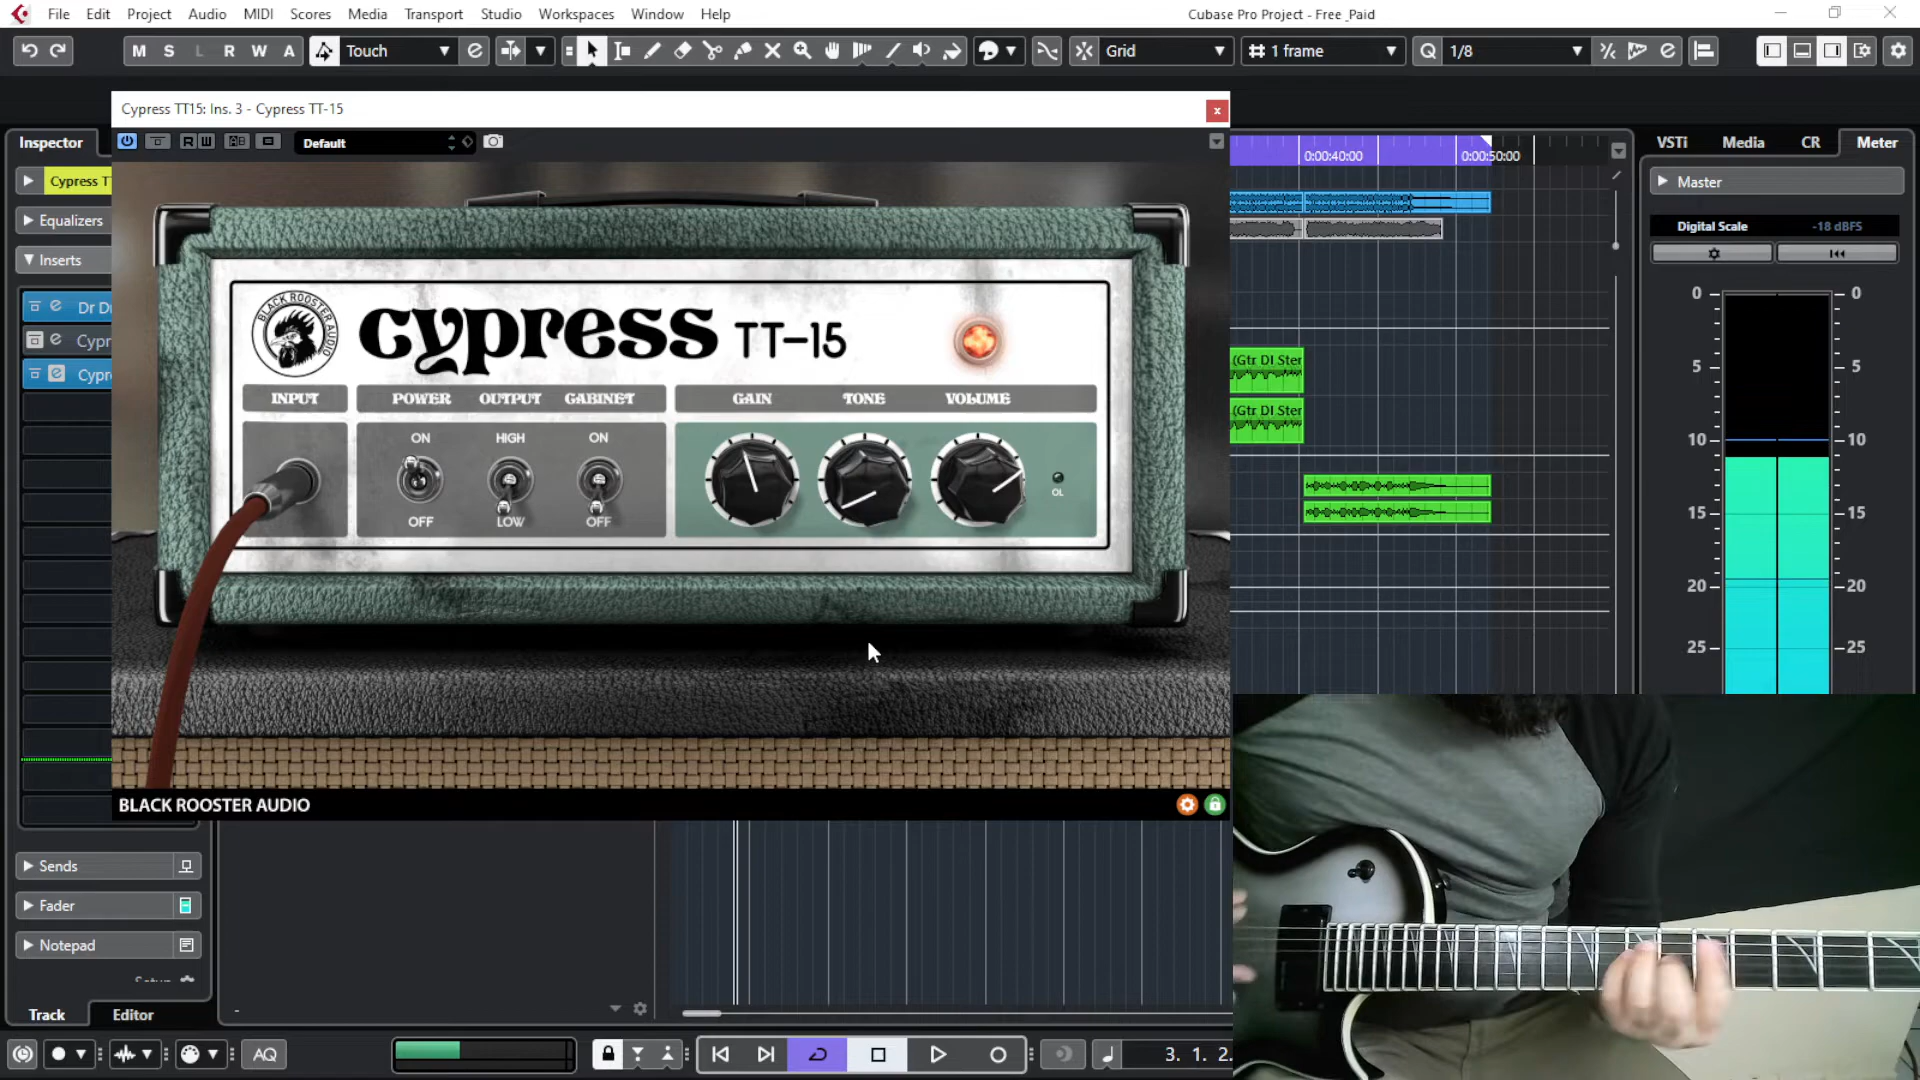 File Edit Project Audio MIDI Scores Media Transport Studio Workspaces Window Help
Cubase Pro Project - Free_Paid
M S L R W A Touch
Grid
1 frame
Q 1/8
Cypress TT15: Ins. 3 - Cypress TT-15
x
R W
Default
Inspector
Cypress T
Equalizers
Inserts
Dr D
Cypr
Cypr
BLACK ROOSTER AUDIO
cypress TT-15
INPUT POWER OUTPUT CABINET GAIN TONE VOLUME
ON HIGH ON
OL
OFF LOW OFF
BLACK ROOSTER AUDIO
0:00:40:00 0:00:50:00
(Gtr DI Ster
(Gtr DI Ster
VSTi Media CR Meter
Master
Digital Scale -18 dBFS
0 0
5 5
10 10
15 15
20 20
25 25
Sends
Fader
Notepad
Track Editor
-
AQ
3. 1. 2.